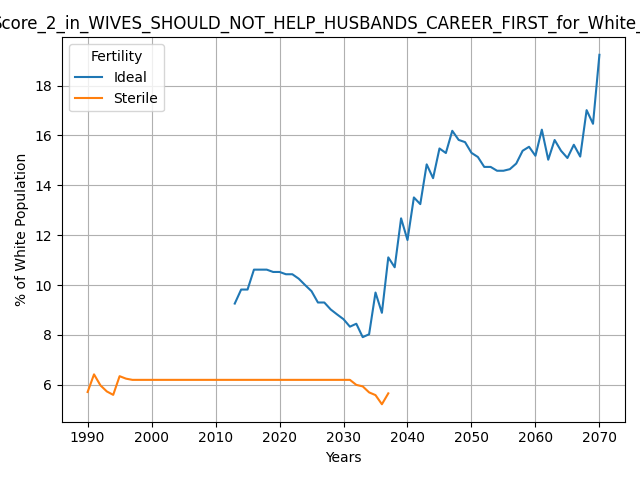 Score_2_in_WIVES_SHOULD_NOT_HELP_HUSBANDS_CAREER_FIRST_for_White_
Fertility
Ideal
Sterile
% of White Population
18
16
14
12
10
8
6
1990 2000 2010 2020 2030 2040 2050 2060 2070
Years